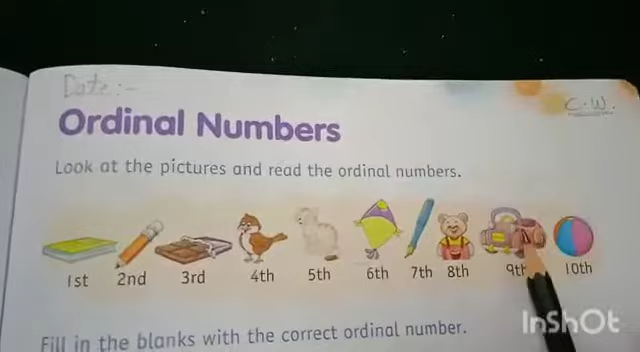 Date:-
C.W.
Ordinal Numbers
Look at the pictures and read the ordinal numbers.
1st 2nd 3rd 4th 5th 6th 7th 8th 9th 10th
Fill in the blanks with the correct ordinal number.
InShOt